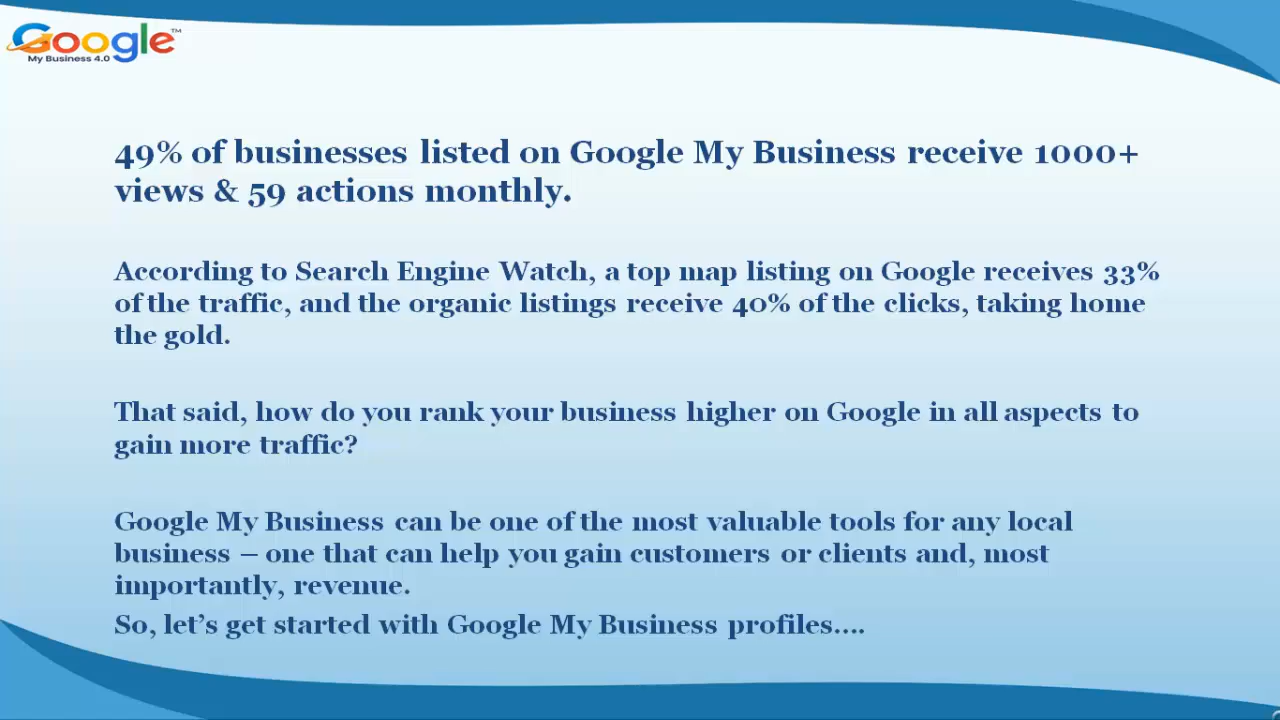 Google™
My Business 4.0
49% of businesses listed on Google My Business receive 1000+
views & 59 actions monthly.
According to Search Engine Watch, a top map listing on Google receives 33%
of the traffic, and the organic listings receive 40% of the clicks, taking home
the gold.
That said, how do you rank your business higher on Google in all aspects to
gain more traffic?
Google My Business can be one of the most valuable tools for any local
business – one that can help you gain customers or clients and, most
importantly, revenue.
So, let’s get started with Google My Business profiles….